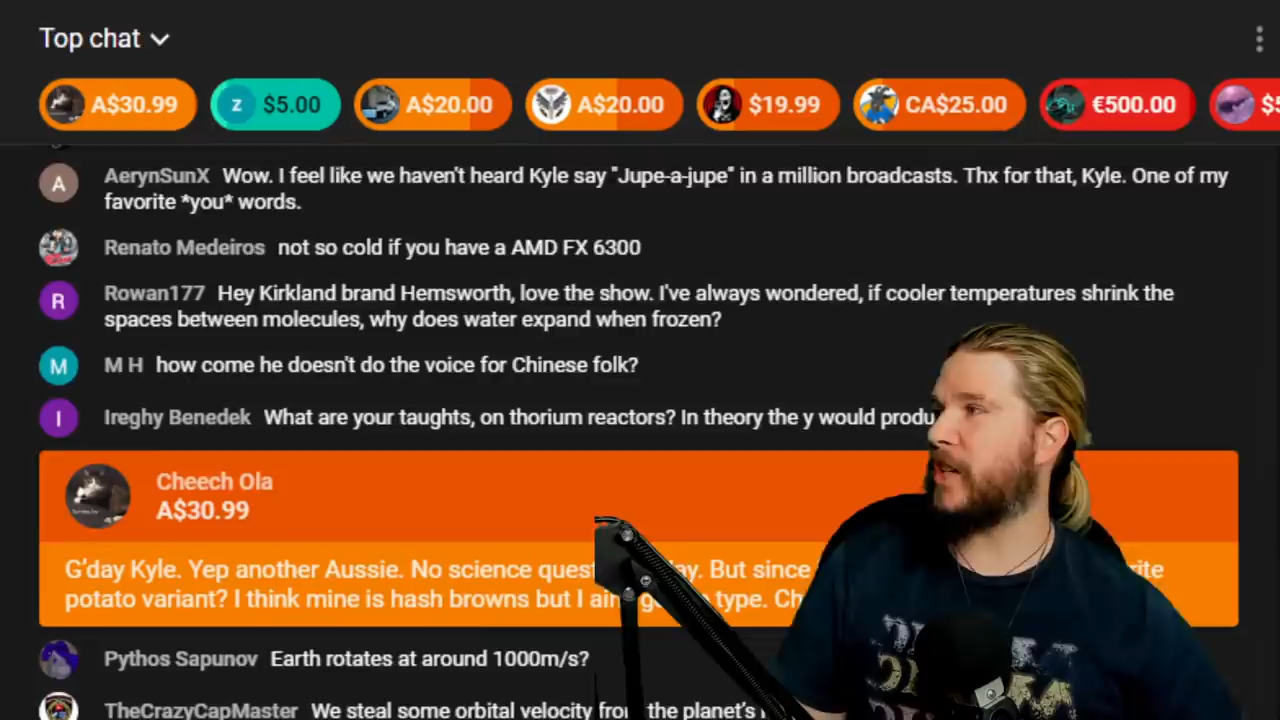 Top chat
A$30.99
z $5.00
A$20.00
A$20.00
$19.99
CA$25.00
€500.00
A AerynSunX Wow. I feel like we haven't heard Kyle say "Jupe-a-jupe" in a million broadcasts. Thx for that, Kyle. One of my
favorite *you* words.
Renato Medeiros not so cold if you have a AMD FX 6300
R Rowan177 Hey Kirkland brand Hemsworth, love the show. I've always wondered, if cooler temperatures shrink the
spaces between molecules, why does water expand when frozen?
M M H how come he doesn't do the voice for Chinese folk?
I Ireghy Benedek What are your taughts, on thorium reactors? In theory the y would produ
Cheech Ola
A$30.99
G'day Kyle. Yep another Aussie. No science quest ay. But since rite
potato variant? I think mine is hash browns but I ain type. Ch
Pythos Sapunov Earth rotates at around 1000m/s?
TheCrazyCapMaster We steal some orbital velocity from the planet's